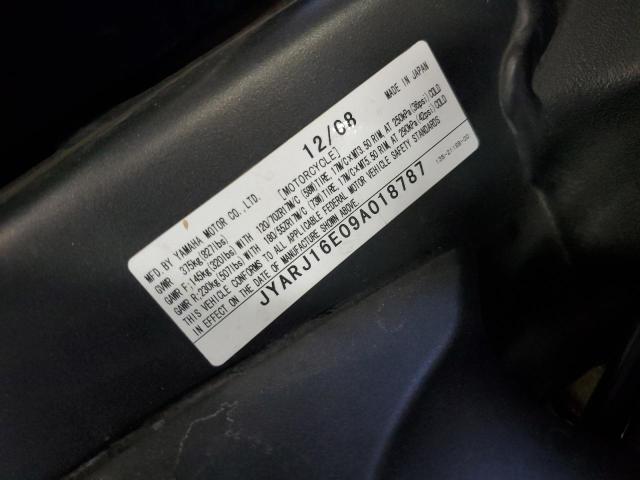 12/08
MADE IN JAPAN
MFD.BY YAMAHA MOTOR CO.,LTD. [MOTORCYCLE]
GVWR 375kg(827lbs)
GAWR F;145kg(320lbs)WITH 120/70ZR17M/C (58W)TIRE, 17M/C×MT3.50 RIM, AT 250kPa(36psi)COLD
GAWR R;230kg(507lbs)WITH 180/55ZR17M/C (73W)TIRE, 17M/C×MT5.50 RIM, AT 290kPa(42psi)COLD
THIS VEHICLE CONFORMS TO ALL APPLICABLE FEDERAL MOTOR VEHICLE SAFETY STANDARDS
IN EFFECT ON THE DATE OF MANUFACTURE SHOWN ABOVE.
JYARJ16E09A018787